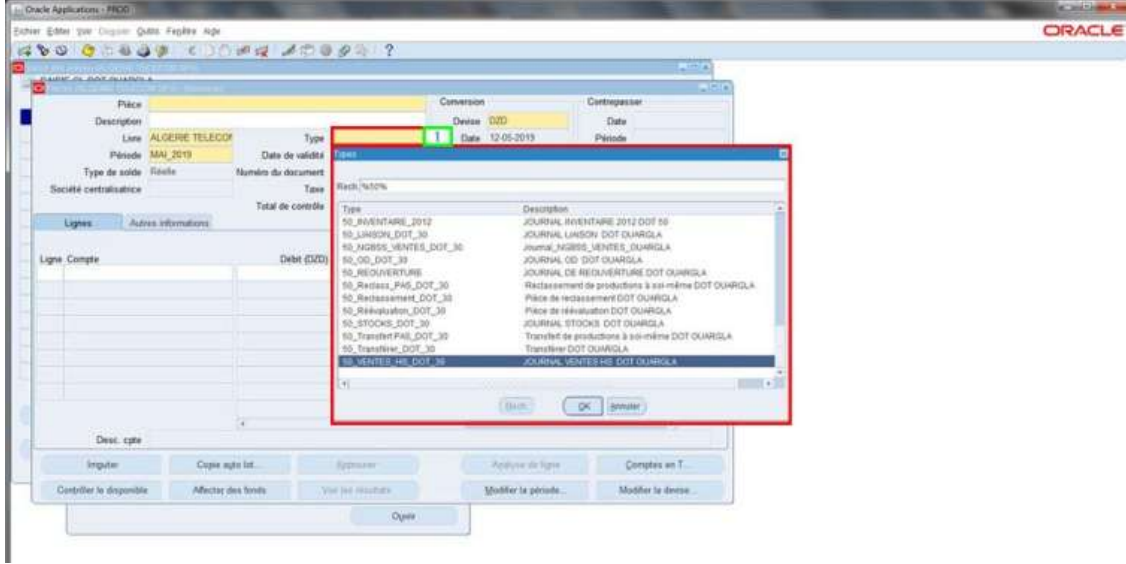 Oracle Applications - PROD
Fichier Editer Outils Fenêtre Aide
ORACLE
Pièce
Conversion
Contrepasser
Description
Devise DZD
Date
Livre ALGERIE TELECOM
Type
1
Date 12-05-2019
Période
Période MAI_2019
Date de validité
Types
Type de solde Réelle
Numéro du document
Société centralisatrice
Taxe
Rech. %50%
Total de contrôle
Type Description
Lignes Autres informations
50_INVENTAIRE_2012 JOURNAL INVENTAIRE 2012 DOT 50
50_LIAISON_DOT_30 JOURNAL LIAISON DOT OUARGLA
50_NGBSS_VENTES_DOT_30 Journal_NGBSS_VENTES_OUARGLA
Ligne Compte Débit (DZD)
50_OD_DOT_30 JOURNAL OD DOT OUARGLA
50_REOUVERTURE JOURNAL DE REOUVERTURE DOT OUARGLA
50_Reclass_PAS_DOT_30 Reclassement de productions à soi-même DOT OUARGLA
50_Reclassement_DOT_30 Pièce de reclassement DOT OUARGLA
50_Réévaluation_DOT_30 Pièce de réévaluation DOT OUARGLA
50_STOCKS_DOT_30 JOURNAL STOCKS DOT OUARGLA
50_Transfert PAS_DOT_30 Transfert de productions à soi-même DOT OUARGLA
50_Transférer_DOT_30 Transférer DOT OUARGLA
50_VENTES_HB_DOT_30 JOURNAL VENTES HB DOT OUARGLA
Rech. OK Annuler
Desc. cpte
Imputer Copie auto lot... Approuver Analyse de ligne Comptes en T...
Contrôler le disponible Affecter des fonds Voir les résultats Modifier la période... Modifier la devise...
Ouvrir